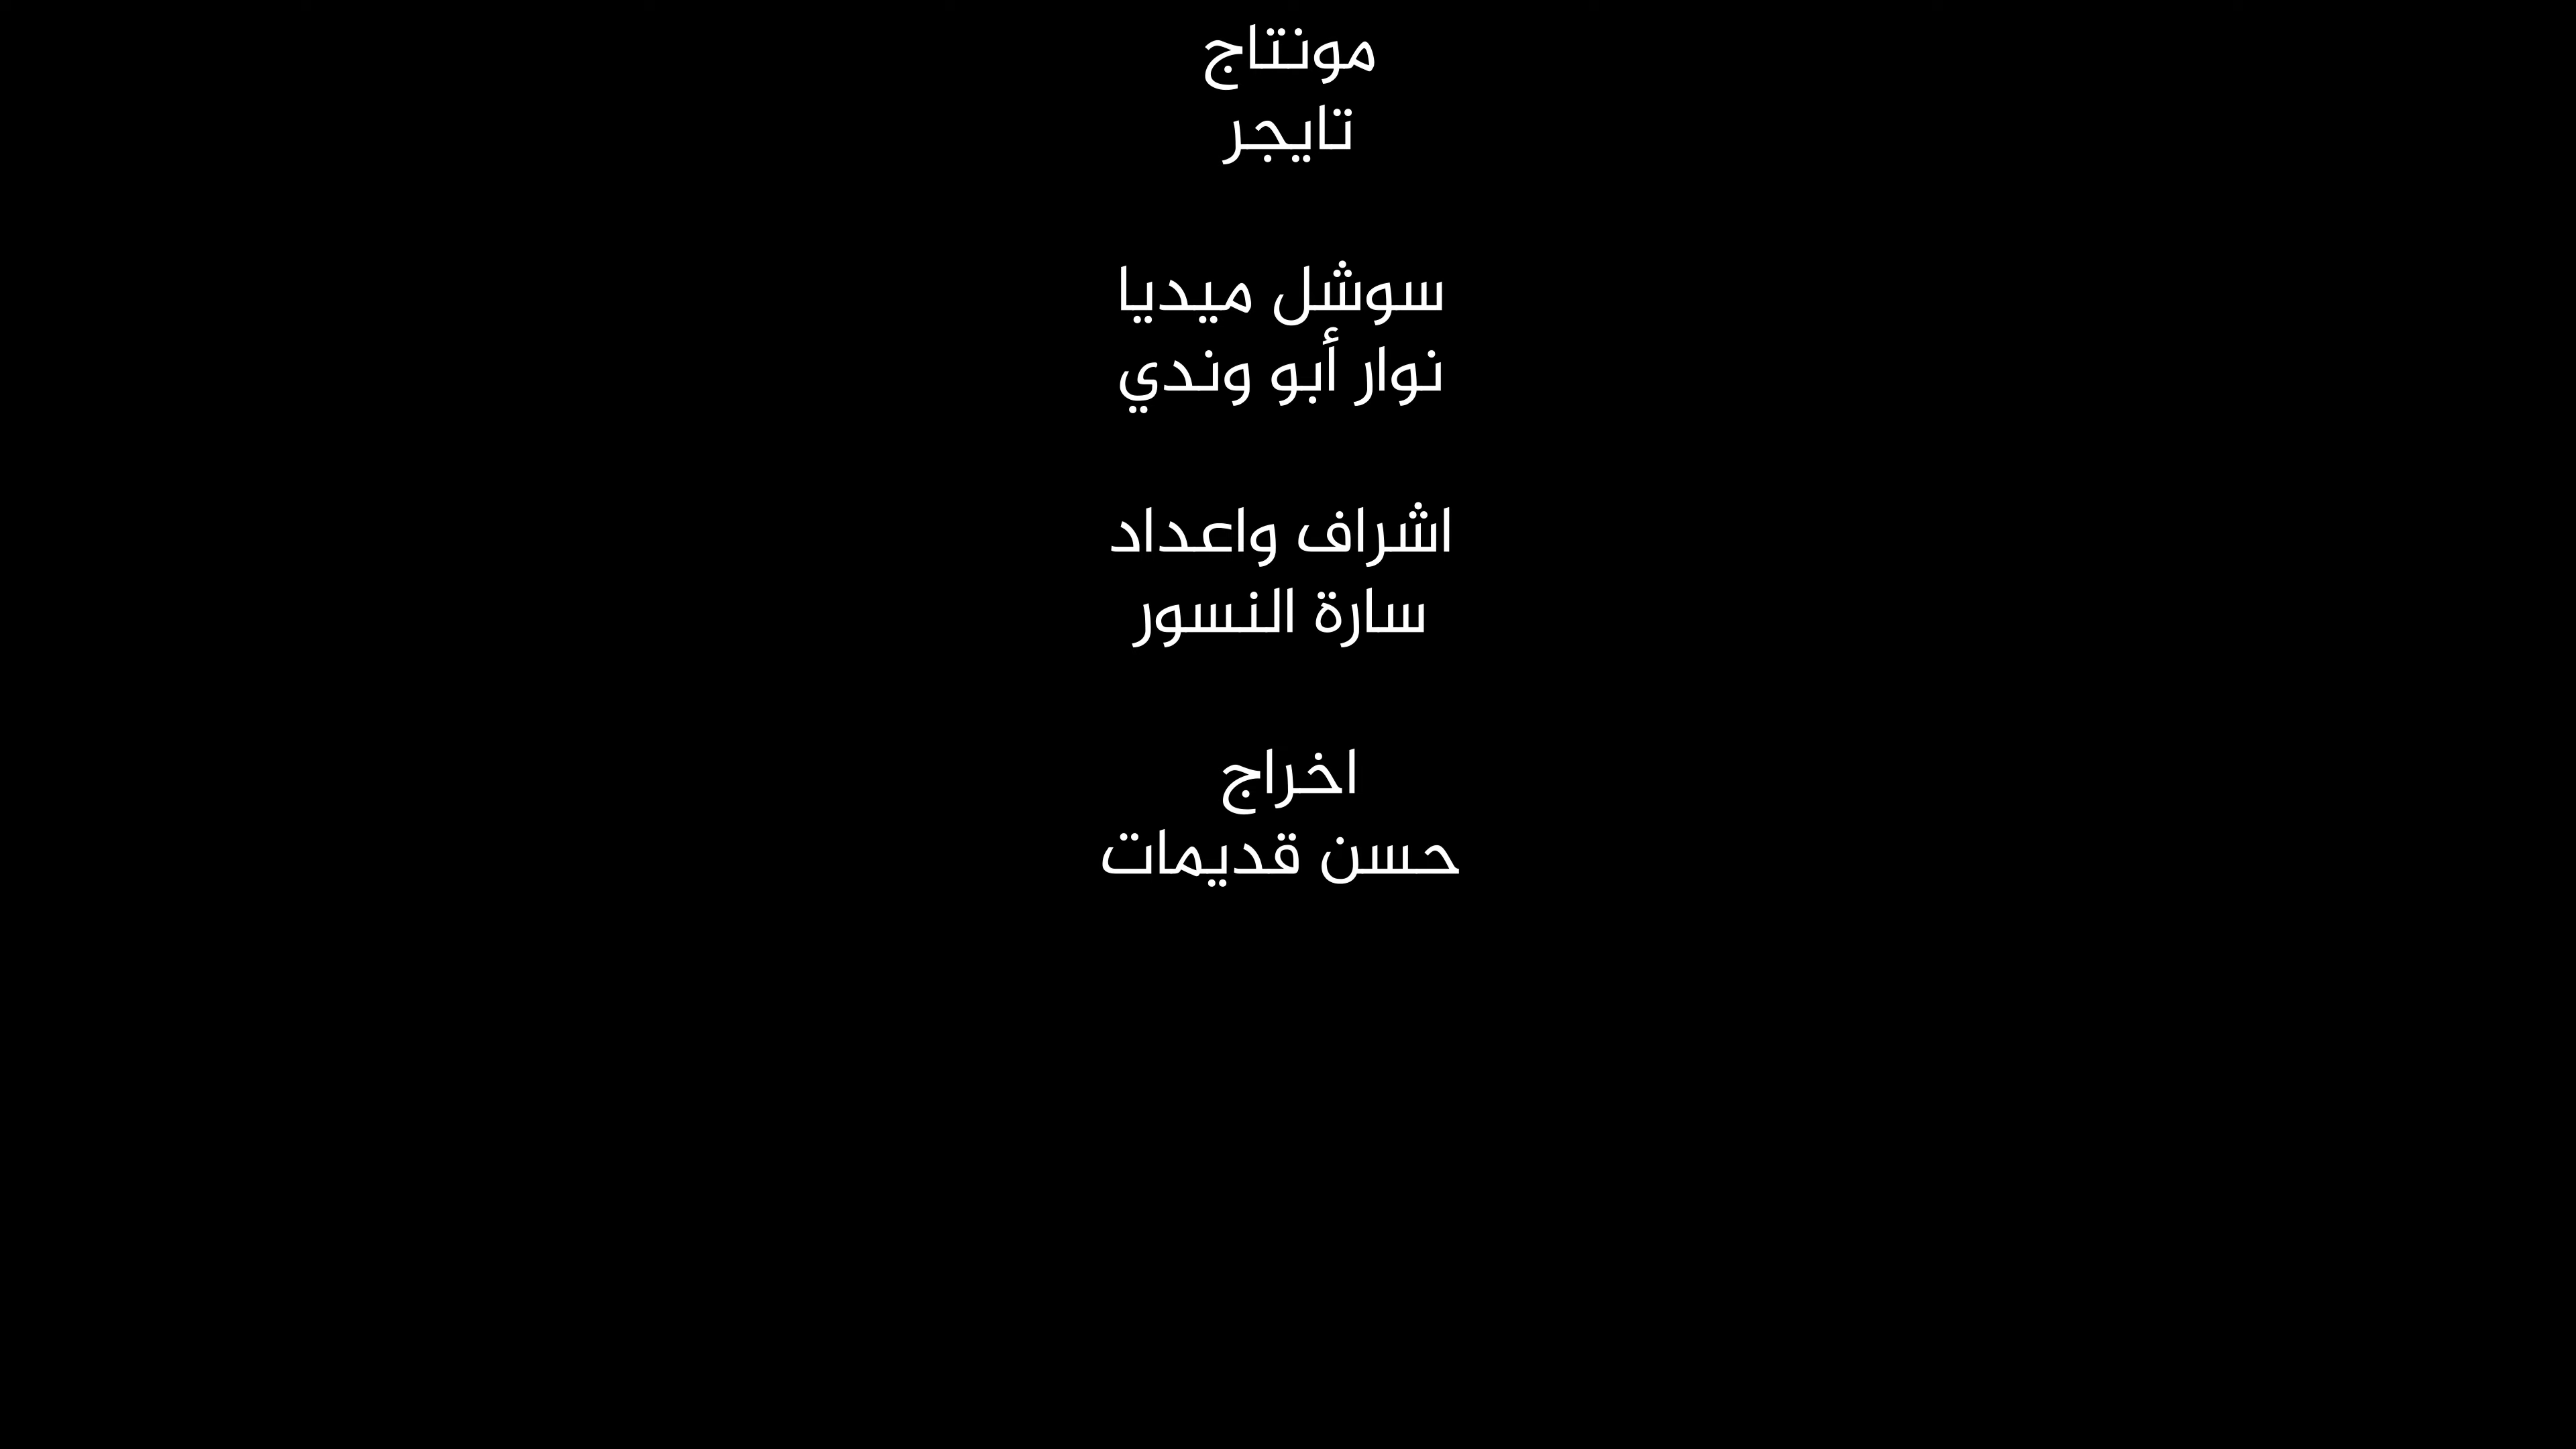 مونتاج
تايجر
سوشل ميديا
نوار أبو وندي
اشراف واعداد
سارة النسور
اخراج
حسن قديمات